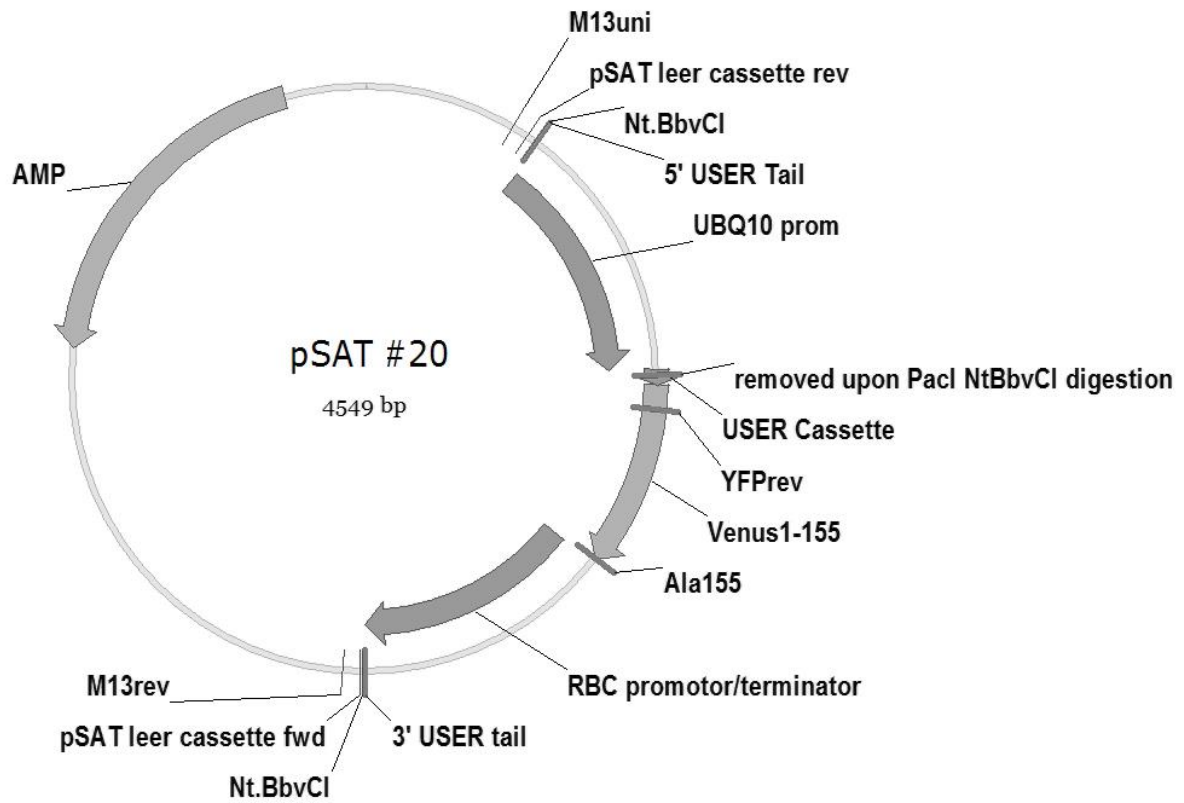 M13uni
pSAT leer cassette rev
Nt.BbvCI
5' USER Tail
AMP
UBQ10 prom
pSAT #20
4549 bp
removed upon PacI NtBbvCI digestion
USER Cassette
YFPrev
Venus1-155
Ala155
RBC promotor/terminator
M13rev
pSAT leer cassette fwd
3' USER tail
Nt.BbvCI